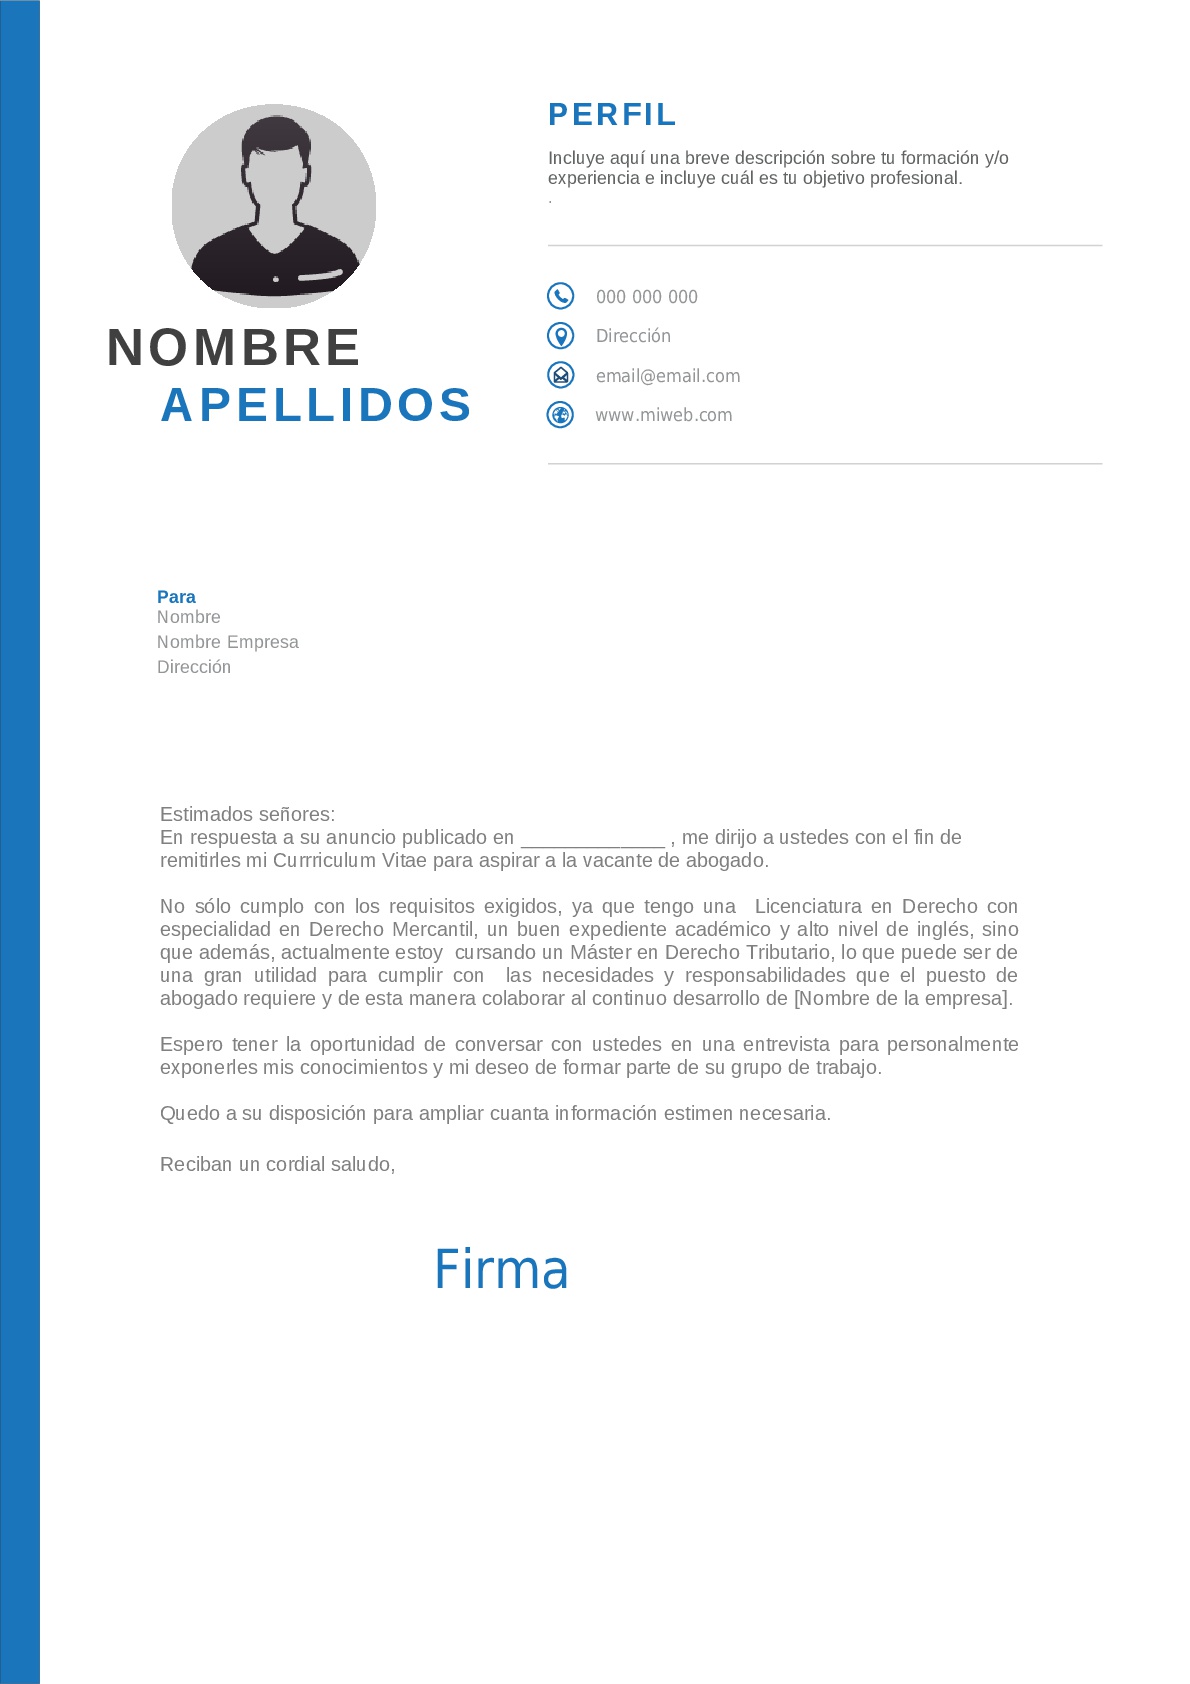 NOMBRE
APELLIDOS
PERFIL
Incluye aquí una breve descripción sobre tu formación y/o
experiencia e incluye cuál es tu objetivo profesional.
.
000 000 000
Dirección
email@email.com
www.miweb.com
Para
Nombre
Nombre Empresa
Dirección
Estimados señores:
En respuesta a su anuncio publicado en _____________ , me dirijo a ustedes con el fin de
remitirles mi Currriculum Vitae para aspirar a la vacante de abogado.
No sólo cumplo con los requisitos exigidos, ya que tengo una  Licenciatura en Derecho con
especialidad en Derecho Mercantil, un buen expediente académico y alto nivel de inglés, sino
que además, actualmente estoy  cursando un Máster en Derecho Tributario, lo que puede ser de
una gran utilidad para cumplir con  las necesidades y responsabilidades que el puesto de
abogado requiere y de esta manera colaborar al continuo desarrollo de [Nombre de la empresa].
Espero tener la oportunidad de conversar con ustedes en una entrevista para personalmente
exponerles mis conocimientos y mi deseo de formar parte de su grupo de trabajo.
Quedo a su disposición para ampliar cuanta información estimen necesaria.
Reciban un cordial saludo,
Firma